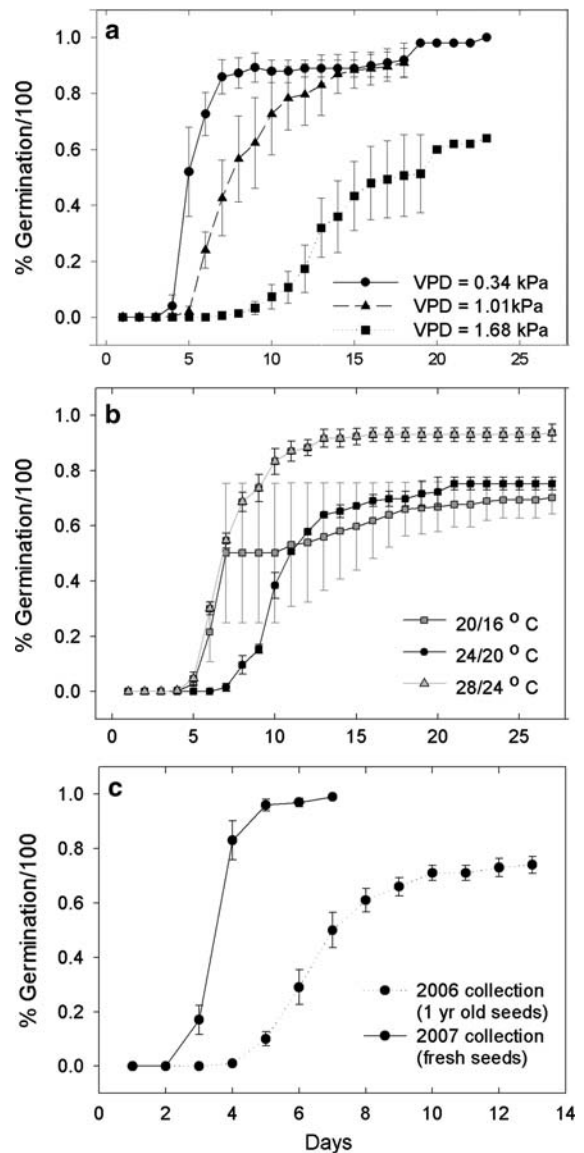 a
% Germination/100
1.0
0.8
0.6
0.4
0.2
0.0
VPD = 0.34 kPa
VPD = 1.01kPa
VPD = 1.68 kPa
0 5 10 15 20 25
b
% Germination/100
1.0
0.8
0.6
0.4
0.2
0.0
20/16 ° C
24/20 ° C
28/24 ° C
0 5 10 15 20 25
c
% Germination/100
1.0
0.8
0.6
0.4
0.2
0.0
2006 collection
(1 yr old seeds)
2007 collection
(fresh seeds)
0 2 4 6 8 10 12 14
Days